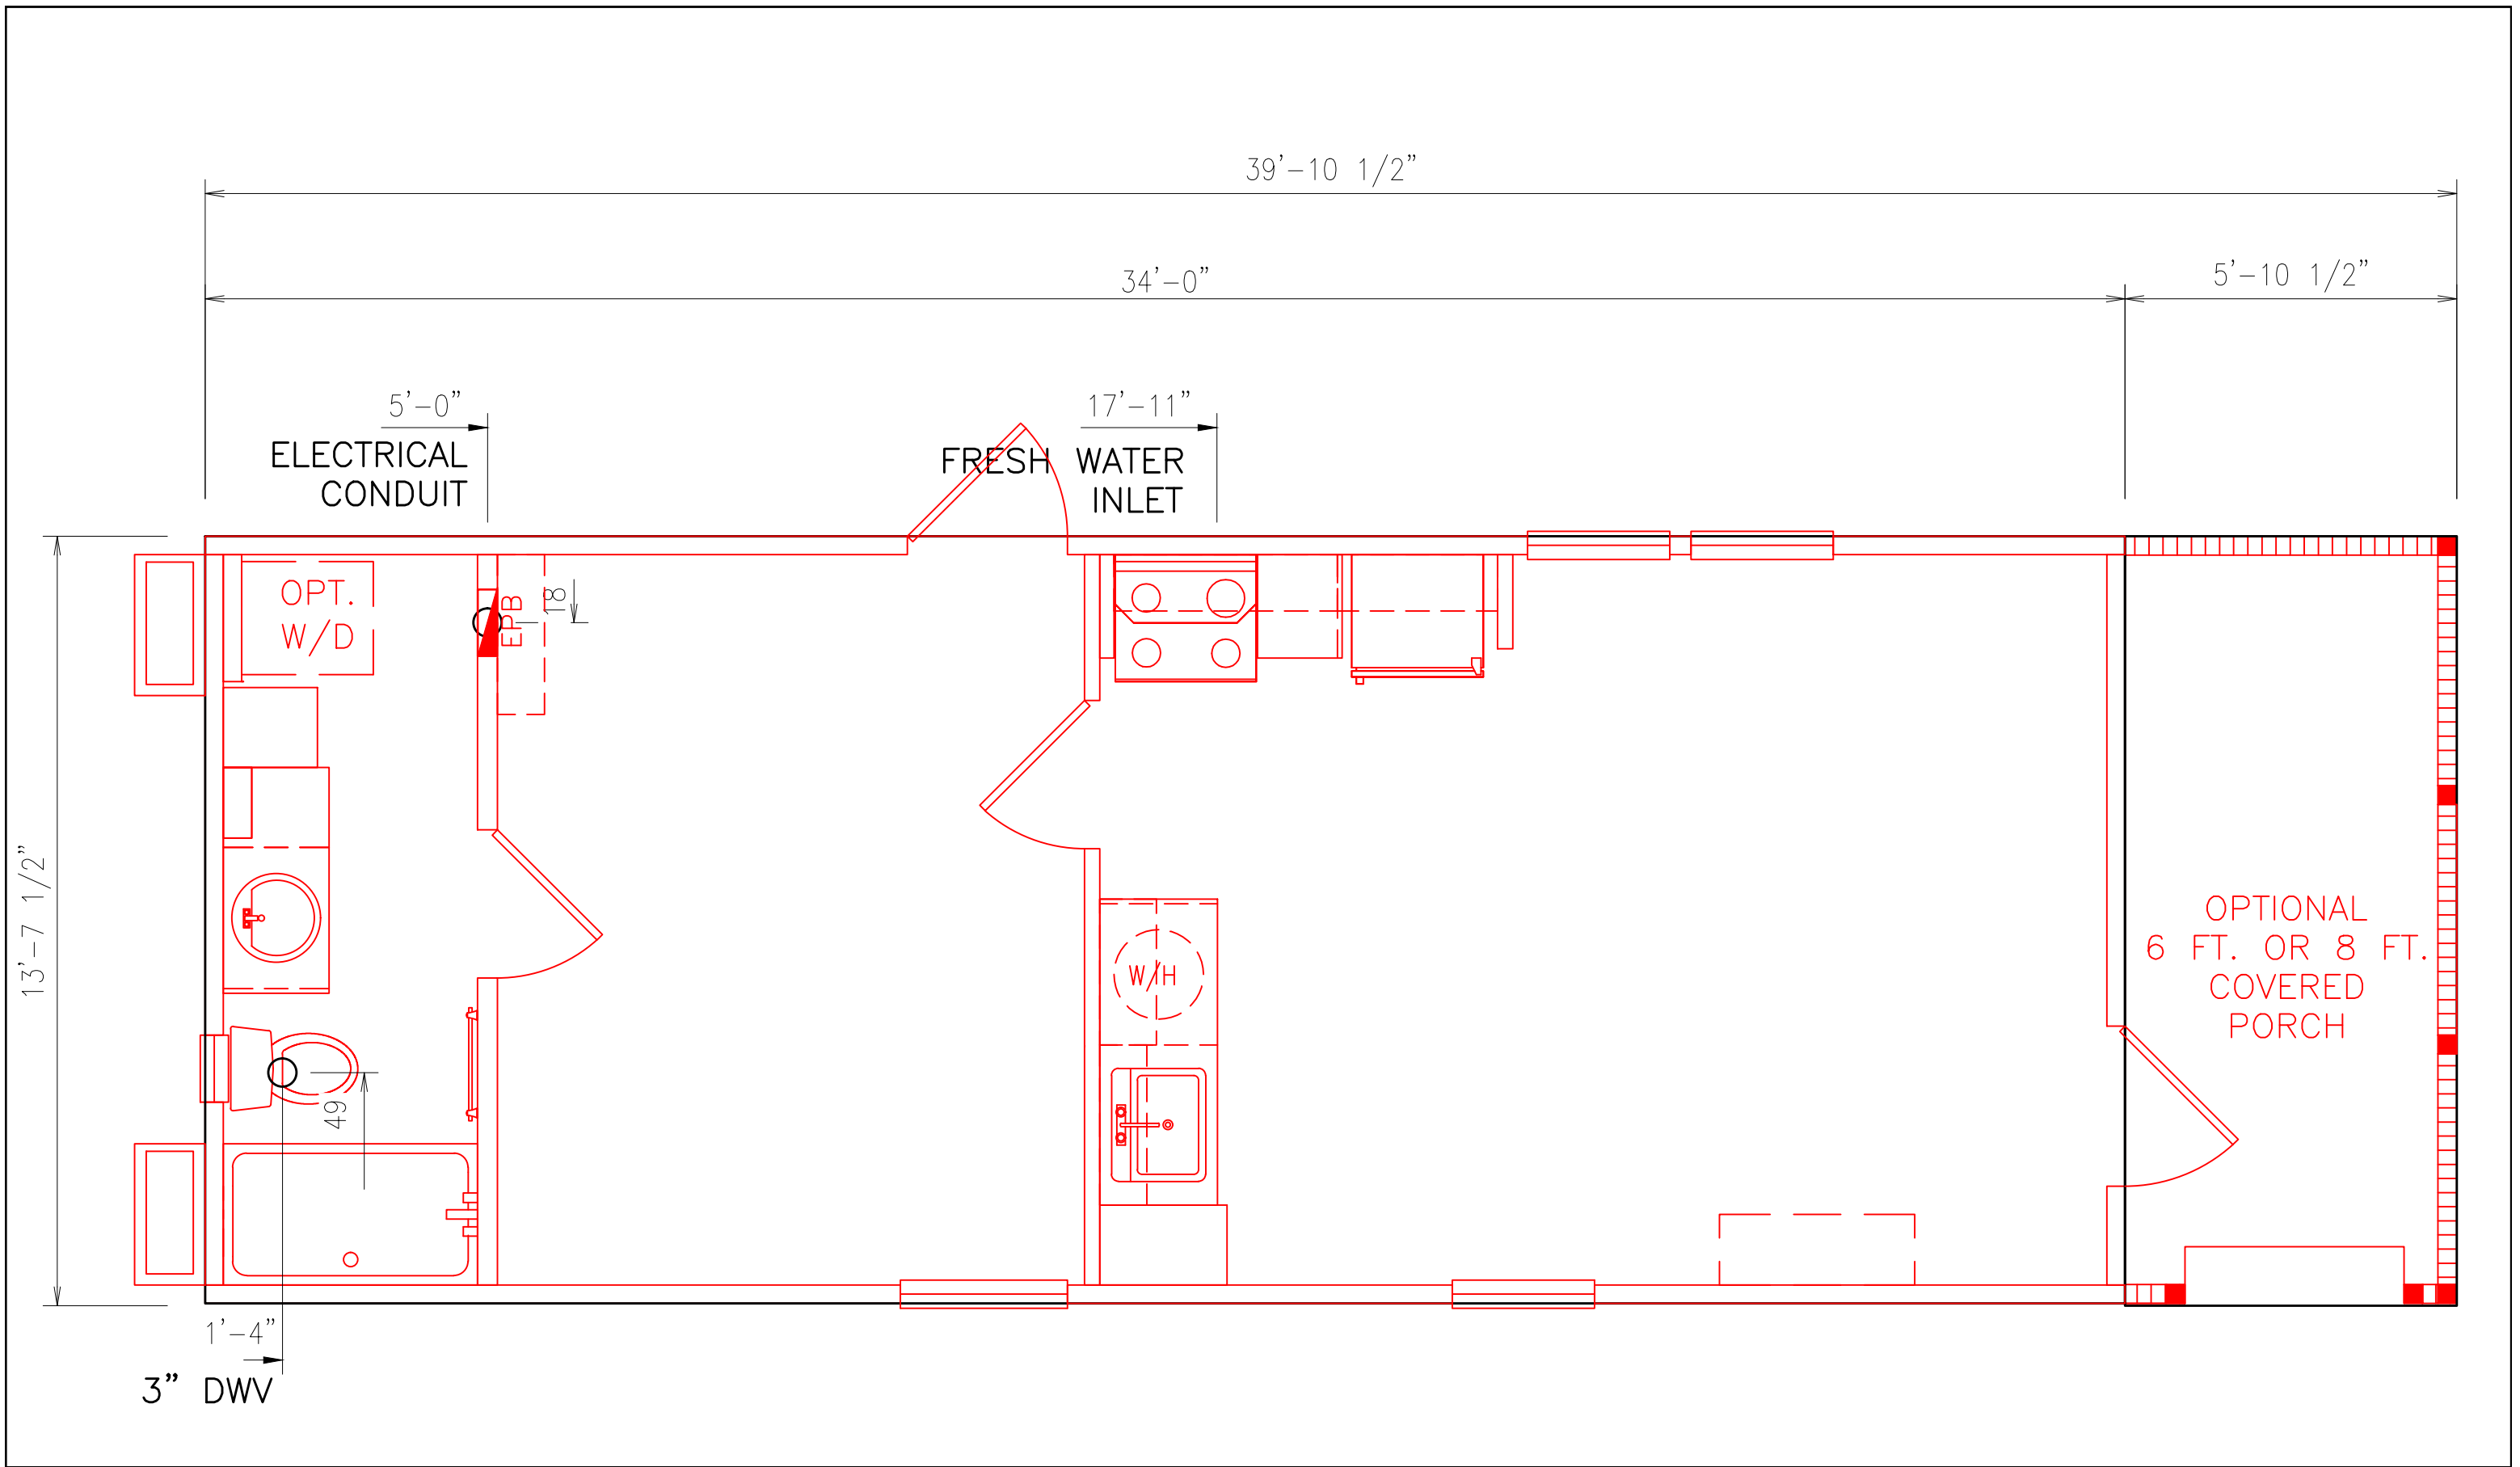 39'-10 1/2"
34'-0"
5'-10 1/2"
5'-0"
ELECTRICAL
CONDUIT
17'-11"
FRESH WATER
INLET
OPT.
W/D
EPB
18
13'-7 1/2"
W/H
OPTIONAL
6 FT. OR 8 FT.
COVERED
PORCH
49
1'-4"
3" DWV